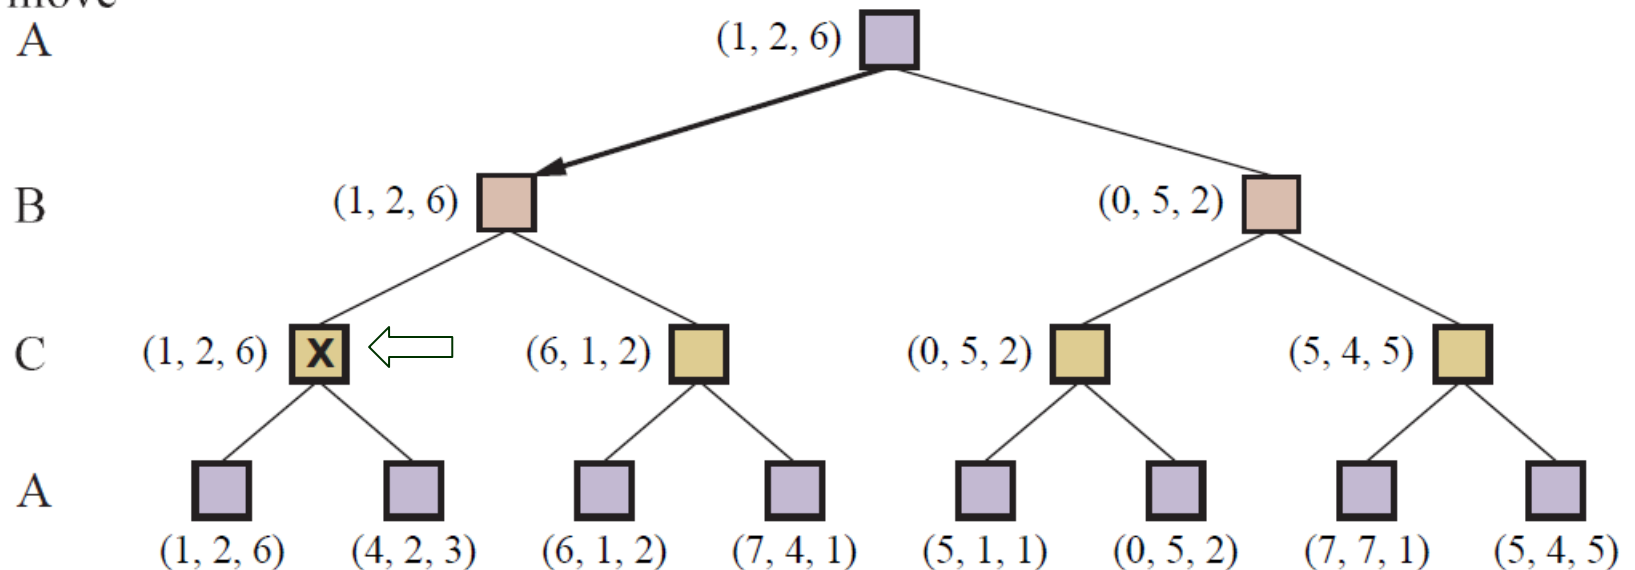 move
A (1, 2, 6)
B (1, 2, 6) (0, 5, 2)
C (1, 2, 6) X (6, 1, 2) (0, 5, 2) (5, 4, 5)
A
(1, 2, 6) (4, 2, 3) (6, 1, 2) (7, 4, 1) (5, 1, 1) (0, 5, 2) (7, 7, 1) (5, 4, 5)